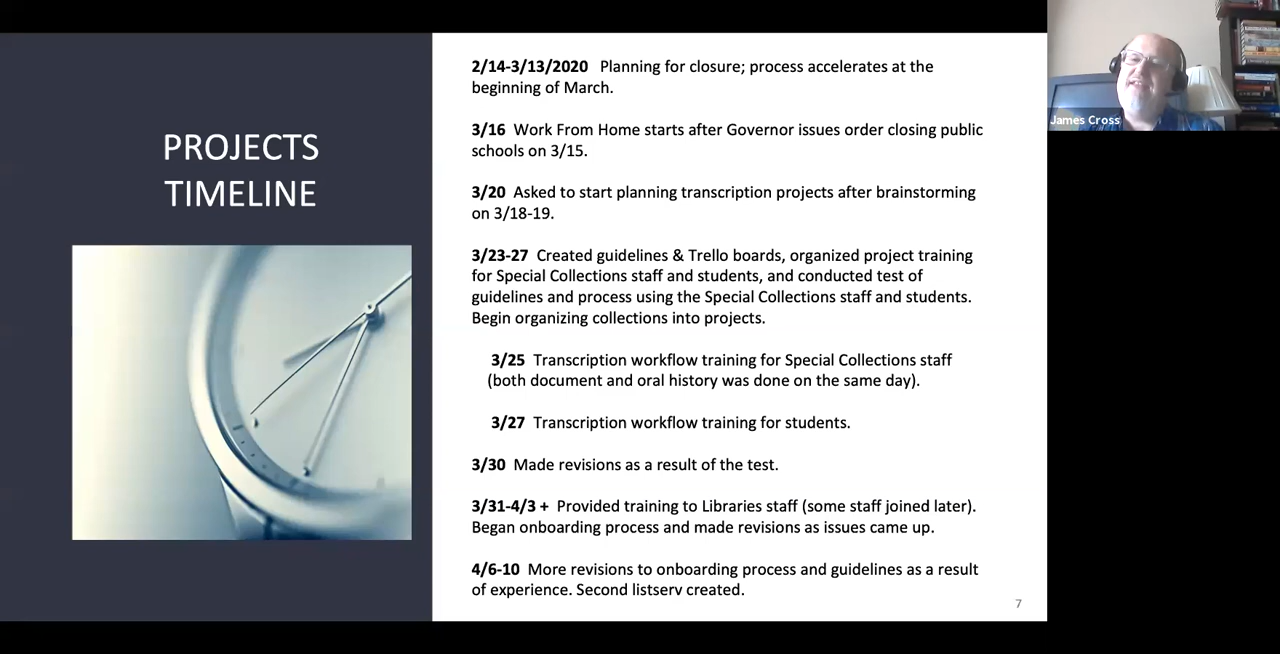 PROJECTS
TIMELINE
2/14-3/13/2020 Planning for closure; process accelerates at the
beginning of March.
3/16 Work From Home starts after Governor issues order closing public
schools on 3/15.
3/20 Asked to start planning transcription projects after brainstorming
on 3/18-19.
3/23-27 Created guidelines & Trello boards, organized project training
for Special Collections staff and students, and conducted test of
guidelines and process using the Special Collections staff and students.
Begin organizing collections into projects.
3/25 Transcription workflow training for Special Collections staff
(both document and oral history was done on the same day).
3/27 Transcription workflow training for students.
3/30 Made revisions as a result of the test.
3/31-4/3 + Provided training to Libraries staff (some staff joined later).
Began onboarding process and made revisions as issues came up.
4/6-10 More revisions to onboarding process and guidelines as a result
of experience. Second listserv created.
7
James Cross